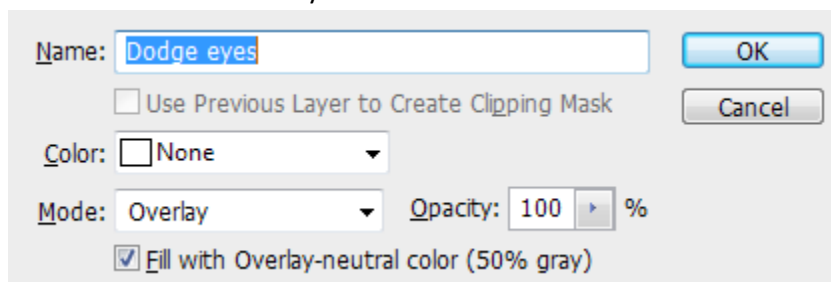 Name: Dodge eyes OK
Use Previous Layer to Create Clipping Mask Cancel
Color: None
Mode: Overlay Opacity: 100 %
Fill with Overlay-neutral color (50% gray)